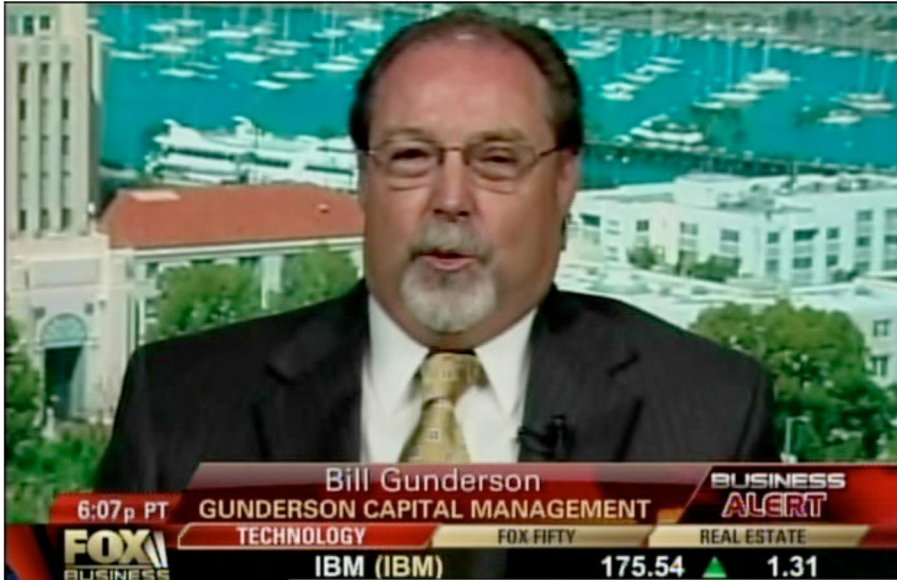 Bill Gunderson
BUSINESS
ALERT
6:07p PT
GUNDERSON CAPITAL MANAGEMENT
TECHNOLOGY
FOX FIFTY
REAL ESTATE
FOX
BUSINESS
IBM (IBM)
175.54
1.31